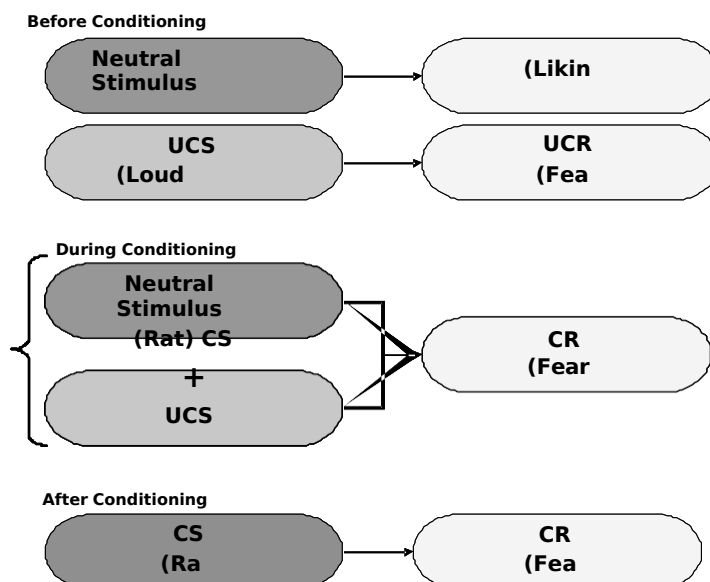 Before Conditioning
Neutral
Stimulus
(Likin
UCS
(Loud
UCR
(Fea
During Conditioning
Neutral
Stimulus
(Rat) CS
+
UCS
CR
(Fear
After Conditioning
CS
(Ra
CR
(Fea